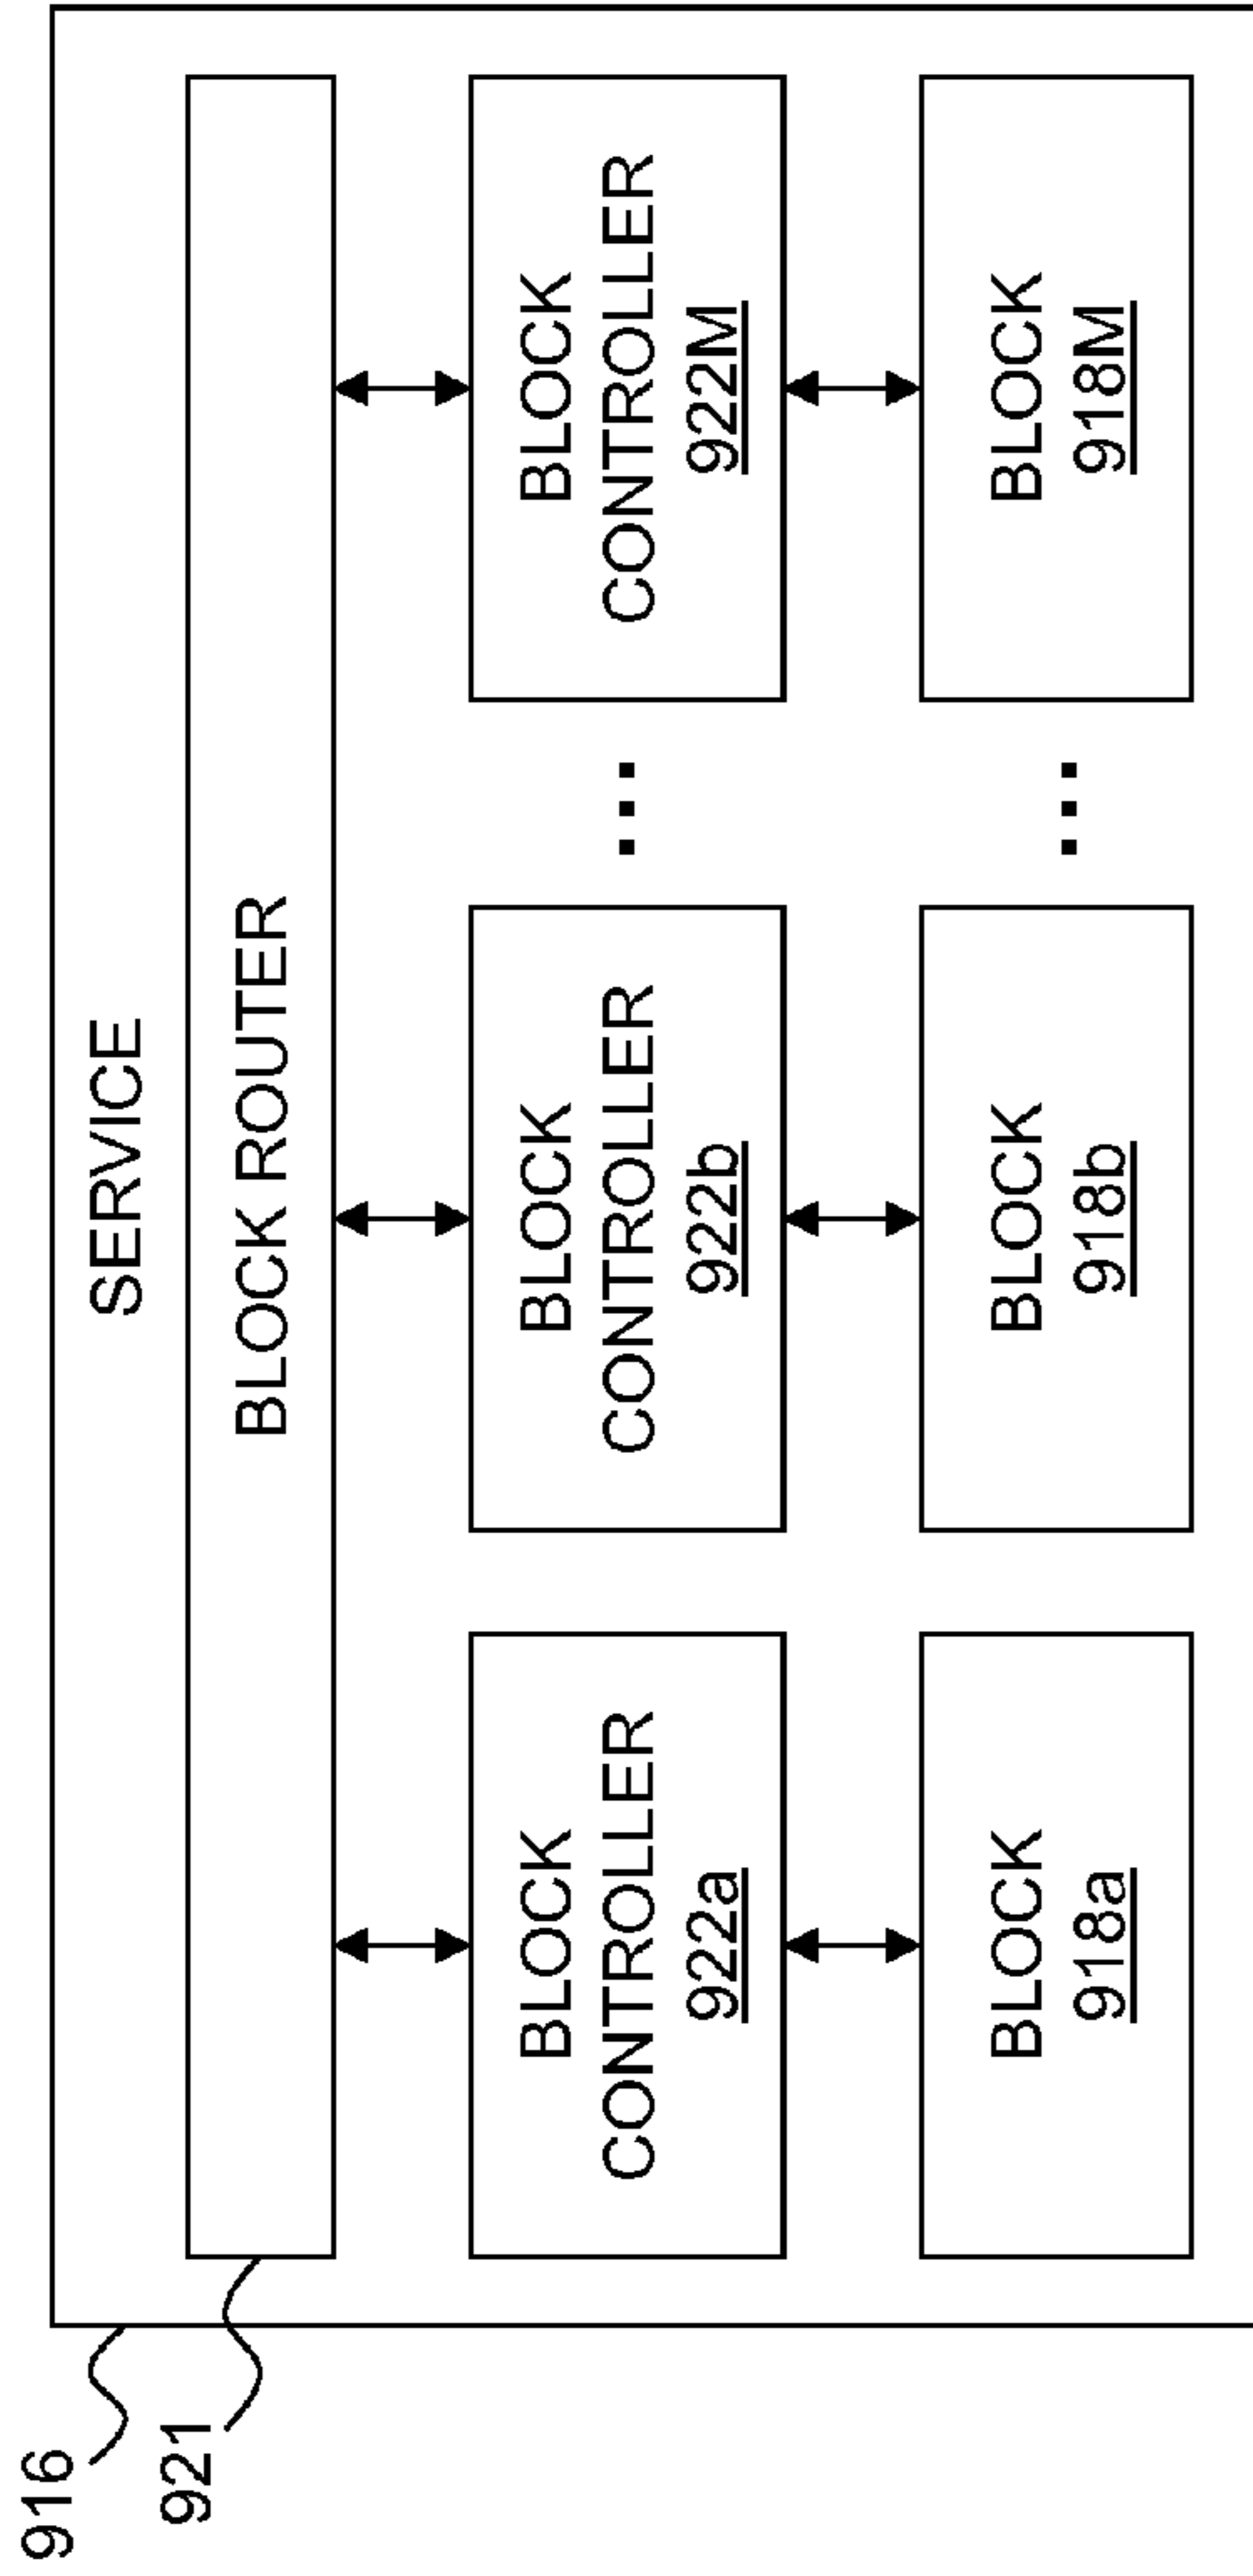 SERVICE
916
BLOCK ROUTER
921
BLOCK
CONTROLLER
922a
BLOCK
CONTROLLER
922b
...
BLOCK
CONTROLLER
922M
BLOCK
918a
BLOCK
918b
...
BLOCK
918M